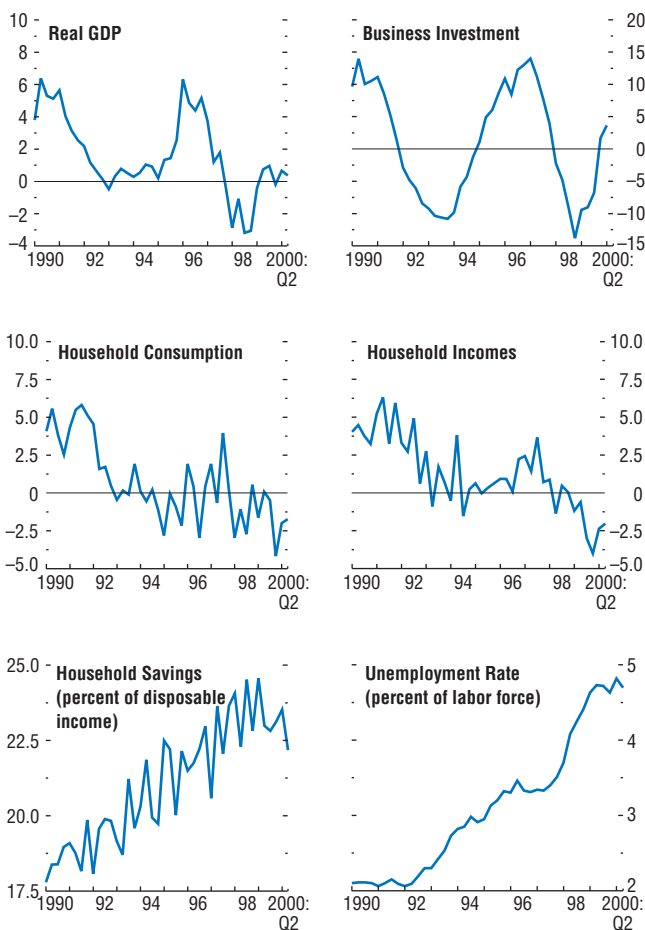 Real GDP
10
8
6
4
2
0
−2
−4
1990 92 94 96 98 2000:
Q2
Business Investment
20
15
10
5
0
−5
−10
−15
1990 92 94 96 98 2000:
Q2
Household Consumption
10.0
7.5
5.0
2.5
0
−2.5
−5.0
1990 92 94 96 98 2000:
Q2
Household Incomes
10.0
7.5
5.0
2.5
0
−2.5
−5.0
1990 92 94 96 98 2000:
Q2
Household Savings
(percent of disposable
income)
25.0
22.5
20.0
17.5
1990 92 94 96 98 2000:
Q2
Unemployment Rate
(percent of labor force)
5
4
3
2
1990 92 94 96 98 2000:
Q2